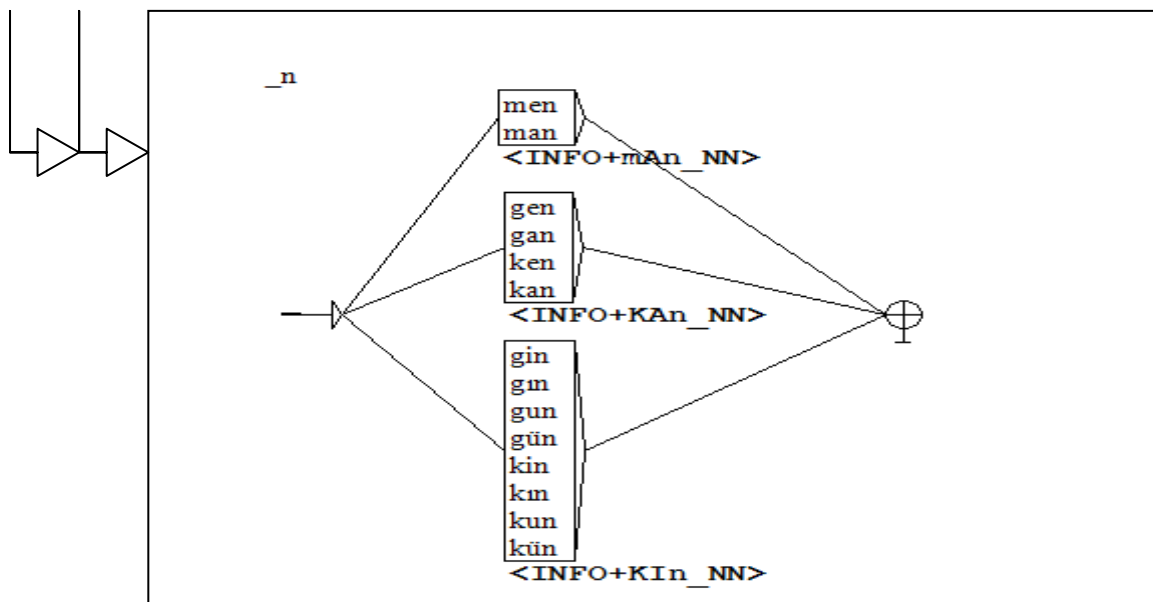 _n
men
man
<INFO+mAn_NN>
gen
gan
ken
kan
<INFO+KAn_NN>
gin
gın
gun
gün
kin
kın
kun
kün
<INFO+KIn_NN>